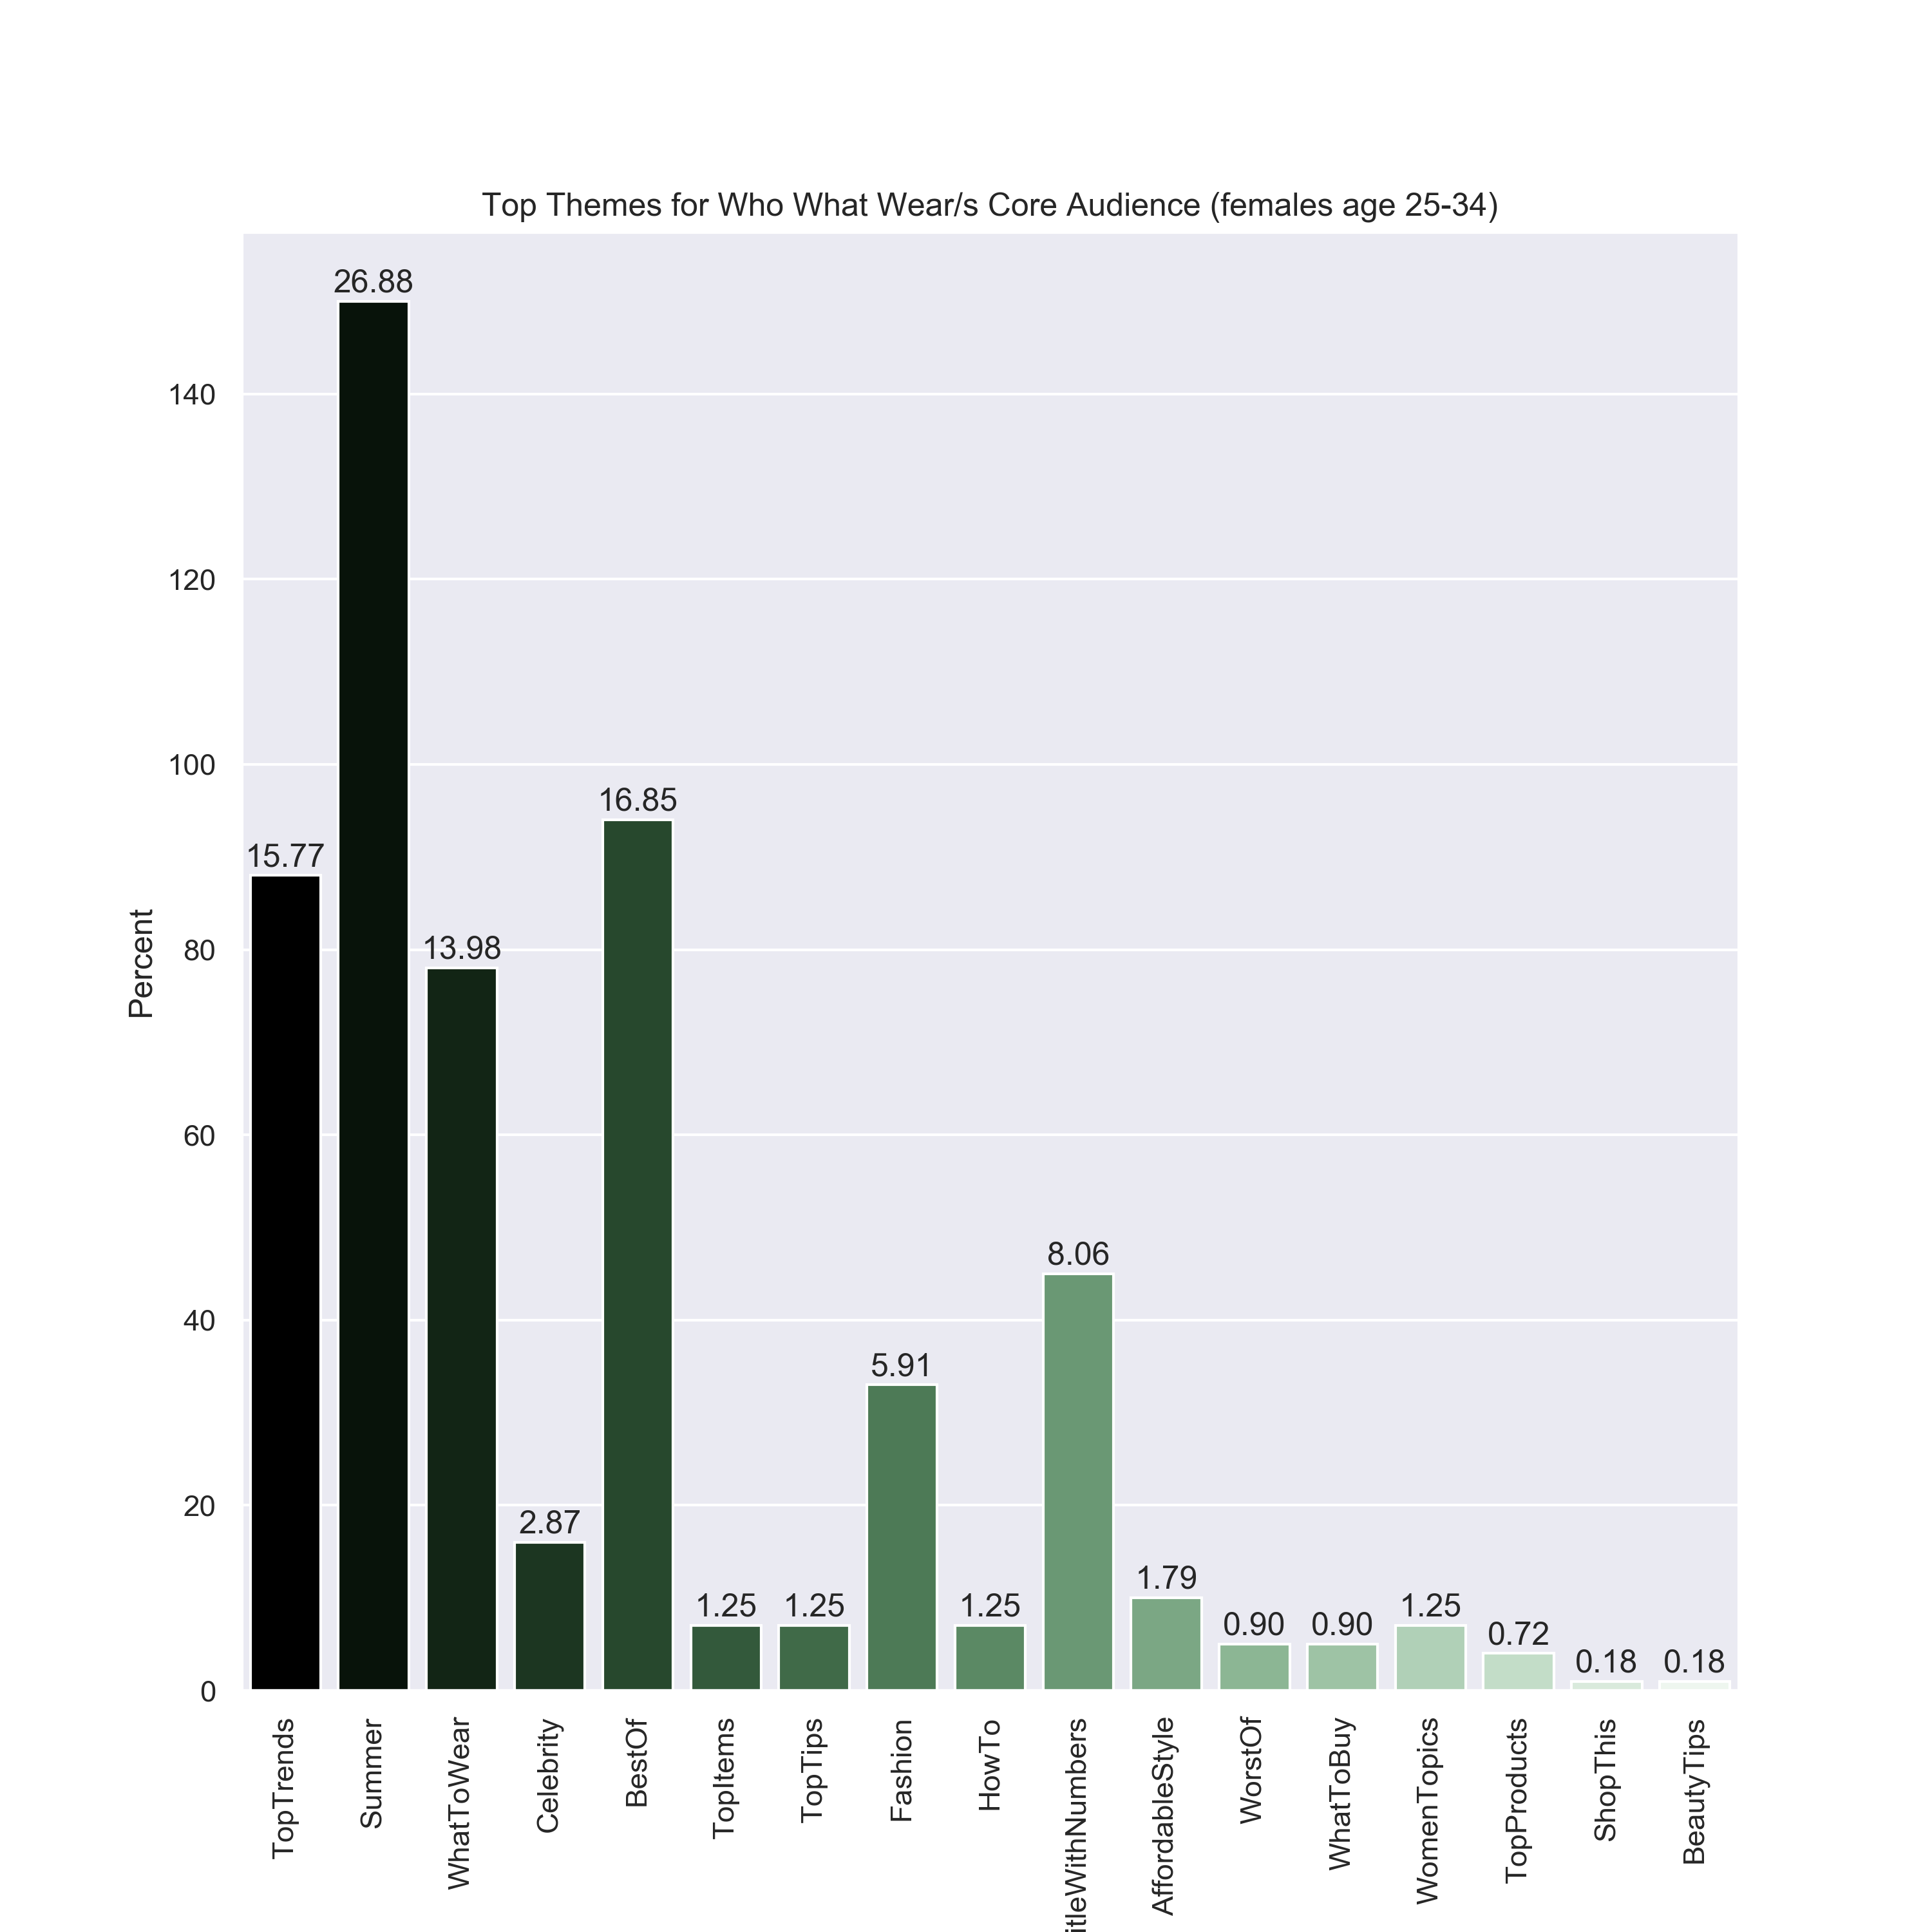 Top Themes for Who What Wear/s Core Audience (females age 25-34)
26.88
140
120
100
16.85
15.77
80
13.98
Percent
60
8.06
40
5.91
20
2.87
1.79
1.25
1.25
1.25
1.25
0.90
0.90
0.72
0.18
0.18
0
TopTrends
Summer
WhatToWear
Celebrity
BestOf
TopItems
TopTips
Fashion
HowTo
itleWithNumbers
AffordableStyle
WorstOf
WhatToBuy
WomenTopics
TopProducts
ShopThis
BeautyTips